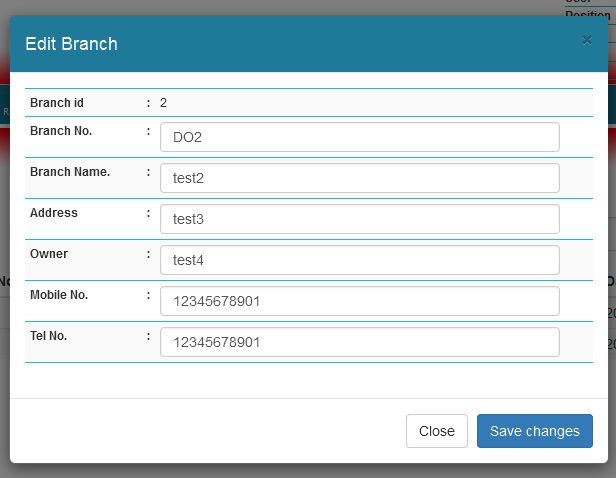 Position
Edit Branch ×
Branch id : 2
Branch No. : DO2
Branch Name. : test2
Address : test3
Owner : test4
Mobile No. : 12345678901
Tel No. : 12345678901
Close Save changes